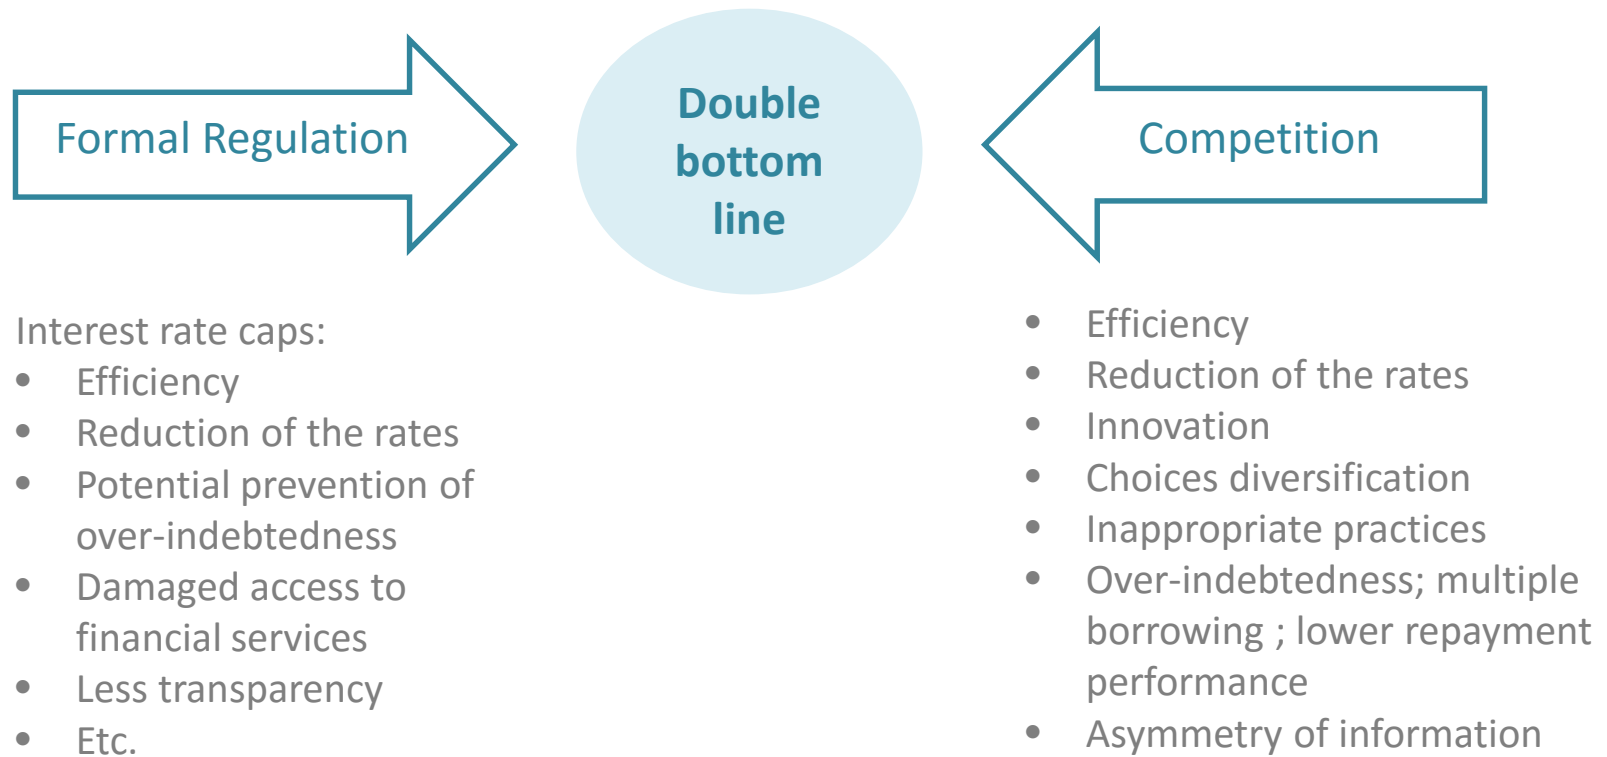 Formal Regulation
Double
bottom
line
Competition
Interest rate caps:
• Efficiency
• Reduction of the rates
• Potential prevention of
over-indebtedness
• Damaged access to
financial services
• Less transparency
• Etc.
• Efficiency
• Reduction of the rates
• Innovation
• Choices diversification
• Inappropriate practices
• Over-indebtedness; multiple
borrowing ; lower repayment
performance
• Asymmetry of information